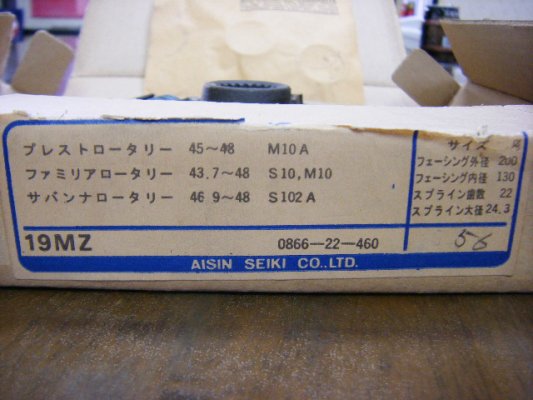 プレストロータリー 45～48 M10A
ファミリアロータリー 43.7～48 S10,M10
サバンナロータリー 46 9～48 S102A
19MZ 0866-22-460
サイズ
フェーシング外径 200
フェーシング内径 130
スプライン歯数 22
スプライン大径 24.3
56
AISIN SEIKI CO.,LTD.